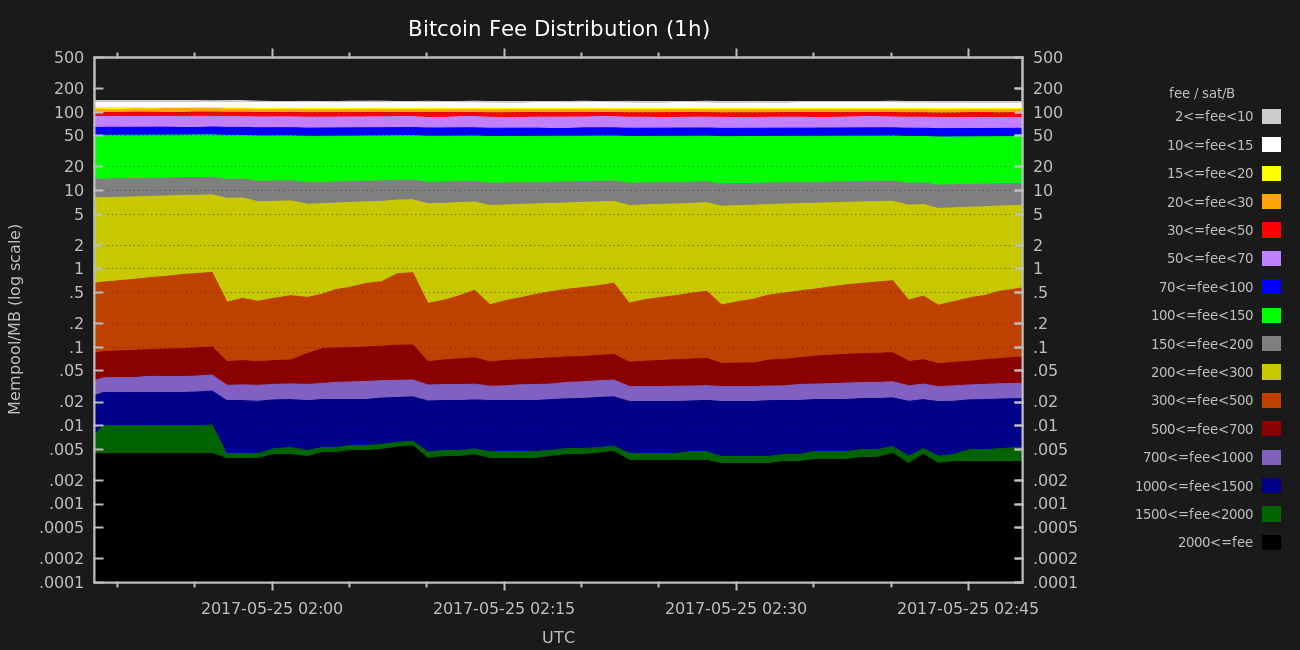 Bitcoin Fee Distribution (1h)
Mempool/MB (log scale)
500
200
100
50
20
10
5
2
1
.5
.2
.1
.05
.02
.01
.005
.002
.001
.0005
.0002
.0001
500
200
100
50
20
10
5
2
1
.5
.2
.1
.05
.02
.01
.005
.002
.001
.0005
.0002
.0001
2017-05-25 02:00
2017-05-25 02:15
2017-05-25 02:30
2017-05-25 02:45
UTC
fee / sat/B
2<=fee<10
10<=fee<15
15<=fee<20
20<=fee<30
30<=fee<50
50<=fee<70
70<=fee<100
100<=fee<150
150<=fee<200
200<=fee<300
300<=fee<500
500<=fee<700
700<=fee<1000
1000<=fee<1500
1500<=fee<2000
2000<=fee